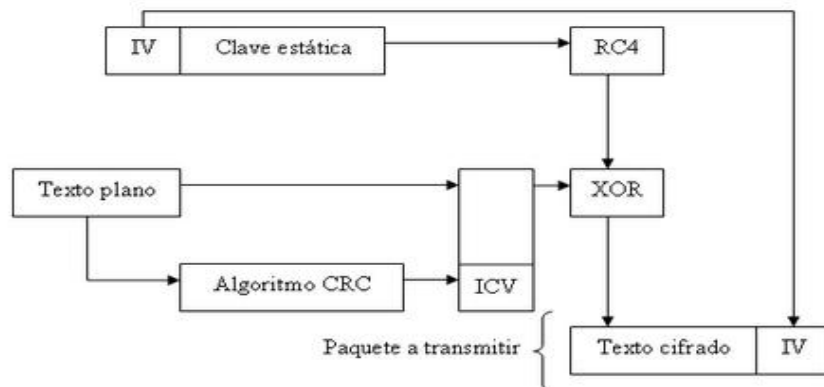 IV Clave estática RC4
Texto plano XOR
Algoritmo CRC ICV
Paquete a transmitir Texto cifrado IV